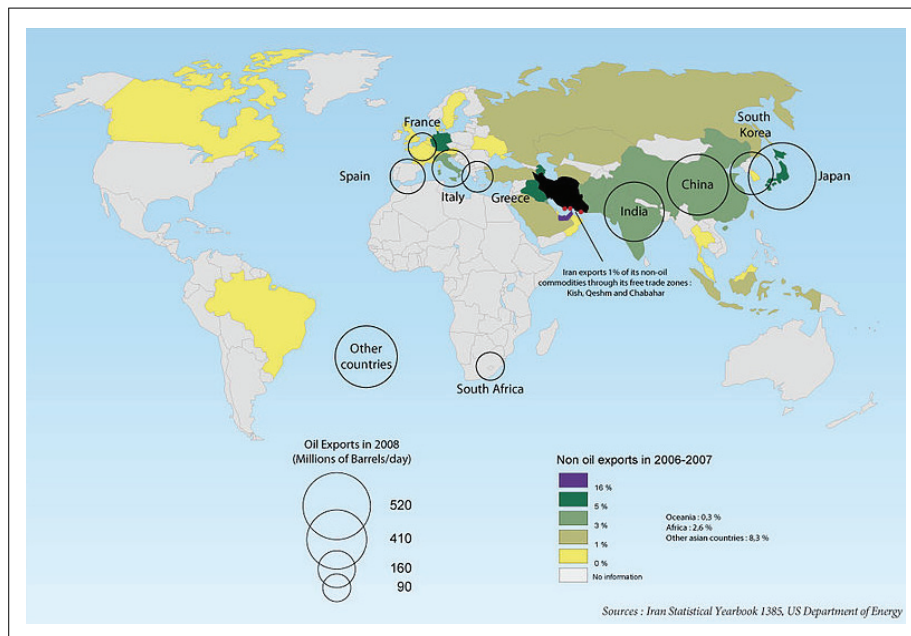 France
South
Korea
Spain
Italy
Greece
India
China
Japan
Iran exports 1% of its non-oil
commodities through its free trade zones :
Kish, Qeshm and Chabahar
Other
countries
South Africa
Oil Exports in 2008
(Millions of Barrels/day)
520
410
160
90
Non oil exports in 2006-2007
16 %
5 %
3 %
1 %
0 %
No information
Oceania : 0,3 %
Africa : 2,6 %
Other asian countries : 8,3 %
Sources : Iran Statistical Yearbook 1385, US Department of Energy